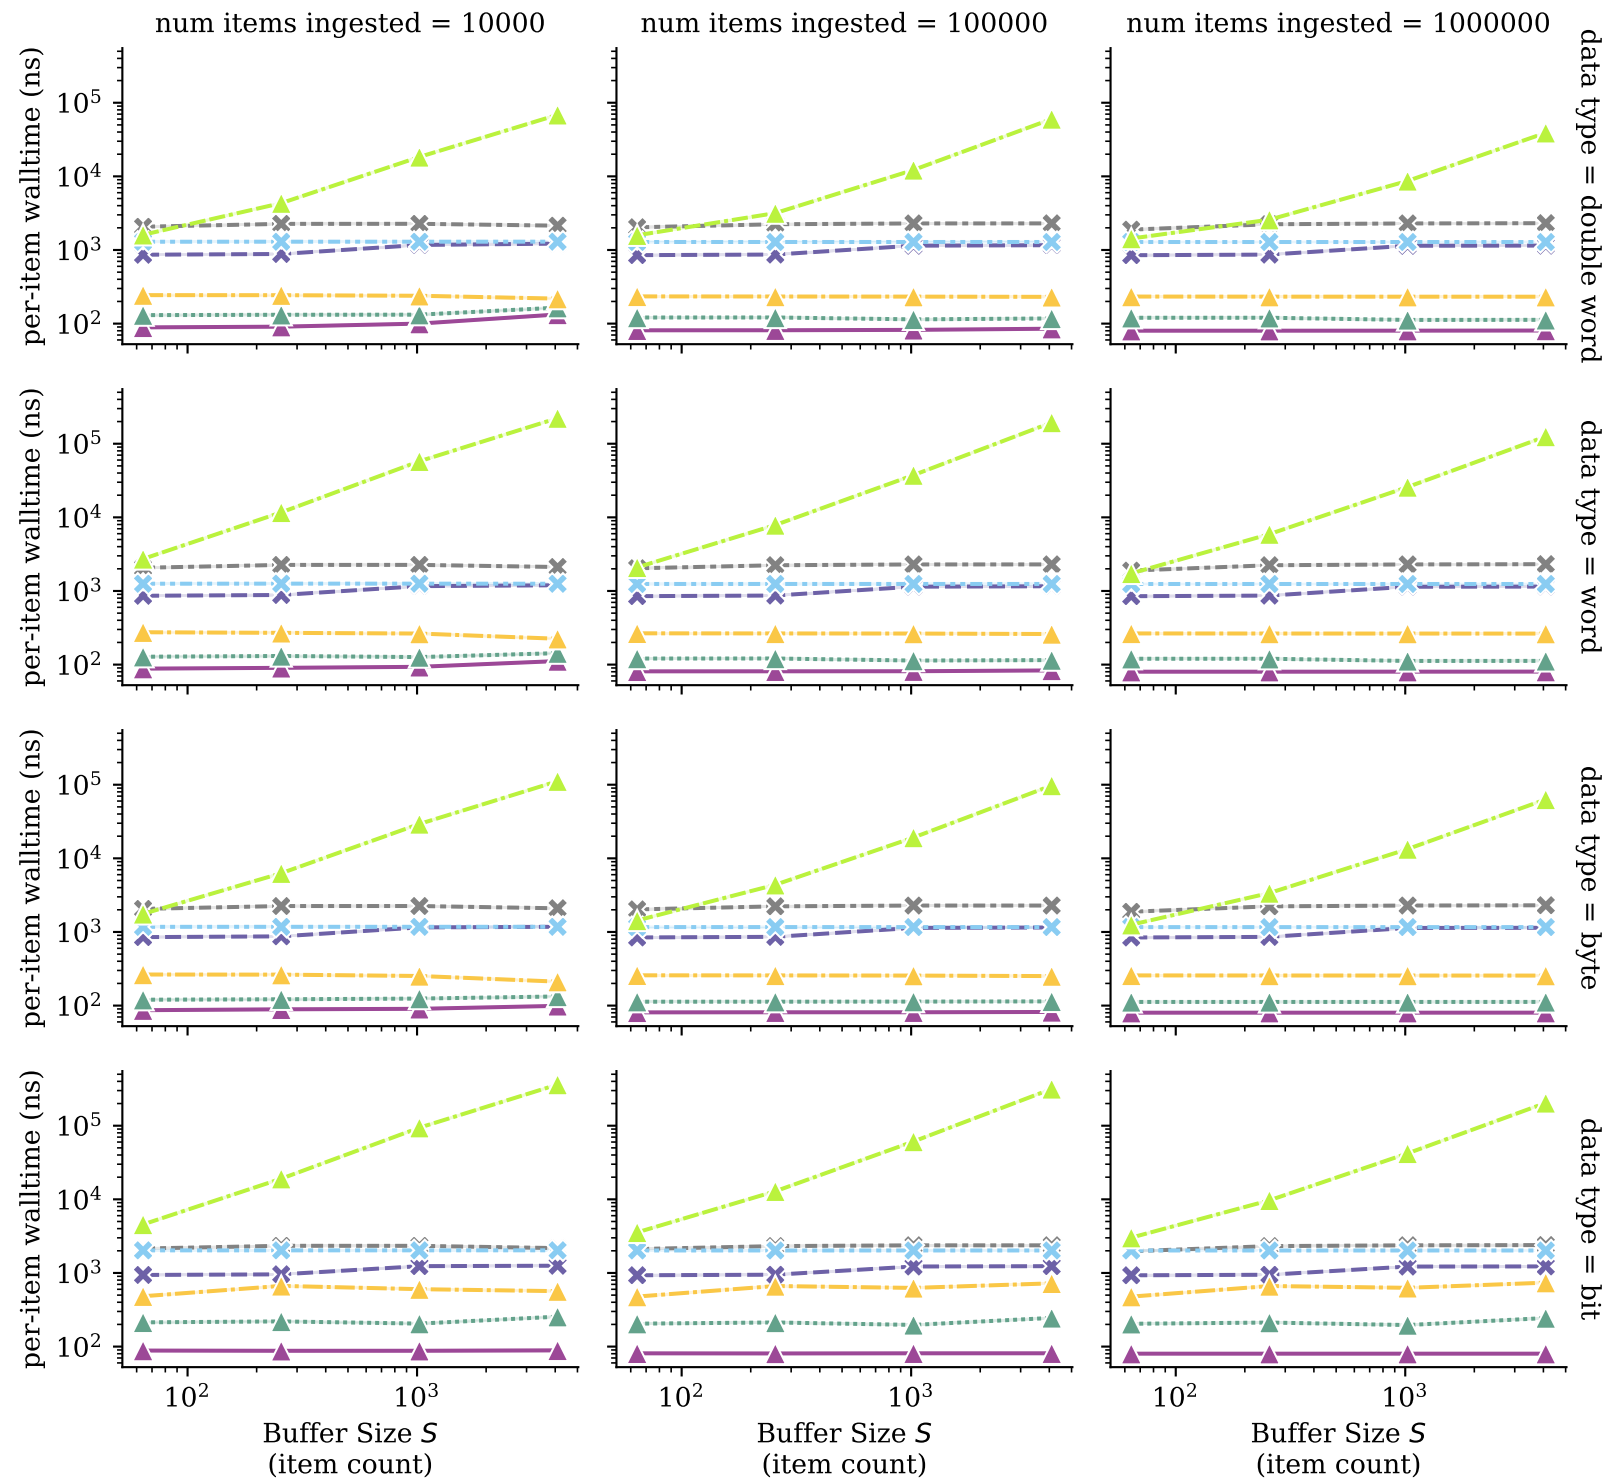 num items ingested = 10000
num items ingested = 100000
num items ingested = 1000000
per-item walltime (ns)
10⁵
10⁴
10³
10²
data type = double word
per-item walltime (ns)
10⁵
10⁴
10³
10²
data type = word
per-item walltime (ns)
10⁵
10⁴
10³
10²
data type = byte
per-item walltime (ns)
10⁵
10⁴
10³
10²
data type = bit
10² 10³
10² 10³
10² 10³
Buffer Size S
(item count)
Buffer Size S
(item count)
Buffer Size S
(item count)